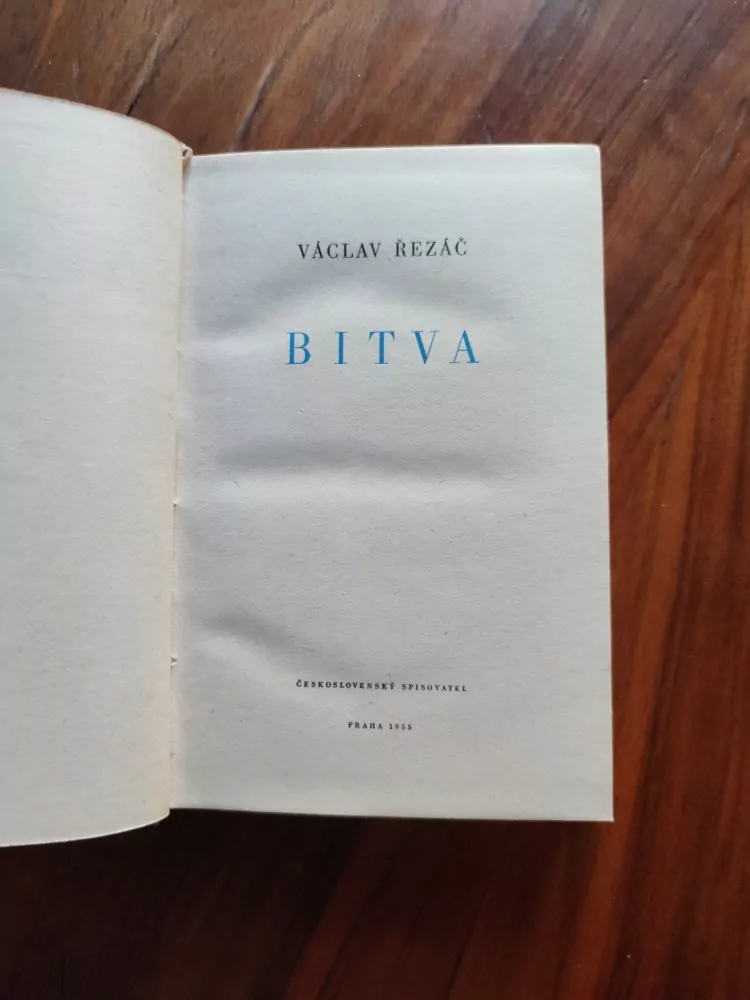 VÁCLAV ŘEZÁČ
BITVA
ČESKOSLOVENSKÝ SPISOVATEL
PRAHA 1955